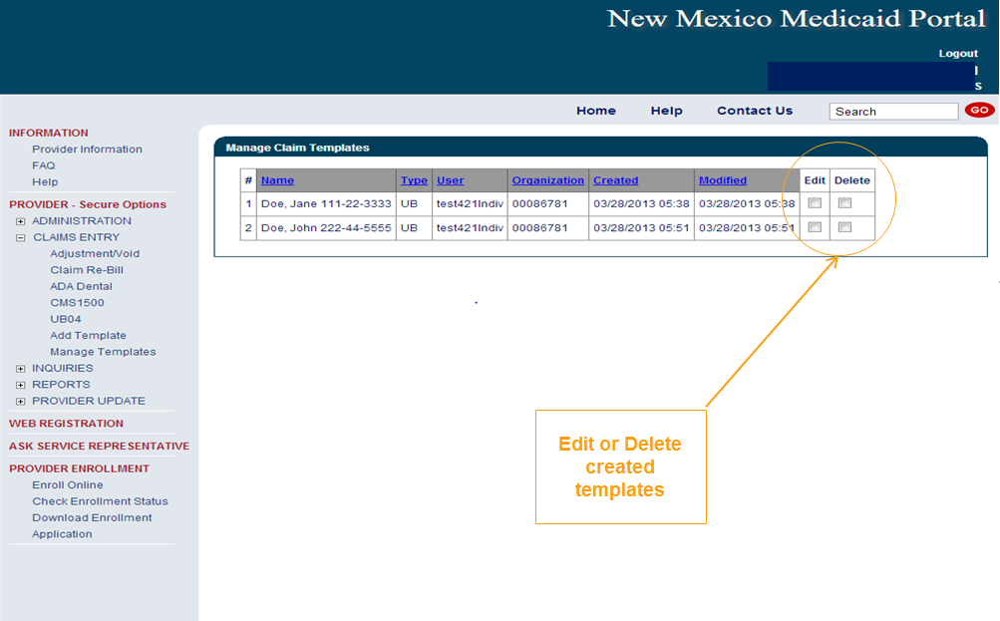 New Mexico Medicaid Portal
Logout
I
S
Home Help Contact Us Search GO
INFORMATION
Provider Information
FAQ
Help
PROVIDER - Secure Options
ADMINISTRATION
CLAIMS ENTRY
Adjustment/Void
Claim Re-Bill
ADA Dental
CMS1500
UB04
Add Template
Manage Templates
INQUIRIES
REPORTS
PROVIDER UPDATE
WEB REGISTRATION
ASK SERVICE REPRESENTATIVE
PROVIDER ENROLLMENT
Enroll Online
Check Enrollment Status
Download Enrollment
Application
Manage Claim Templates
# Name Type User Organization Created Modified Edit Delete
1 Doe, Jane 111-22-3333 UB test421Indiv 00086781 03/28/2013 05:38 03/28/2013 05:38
2 Doe, John 222-44-5555 UB test421Indiv 00086781 03/28/2013 05:51 03/28/2013 05:51
Edit or Delete
created
templates